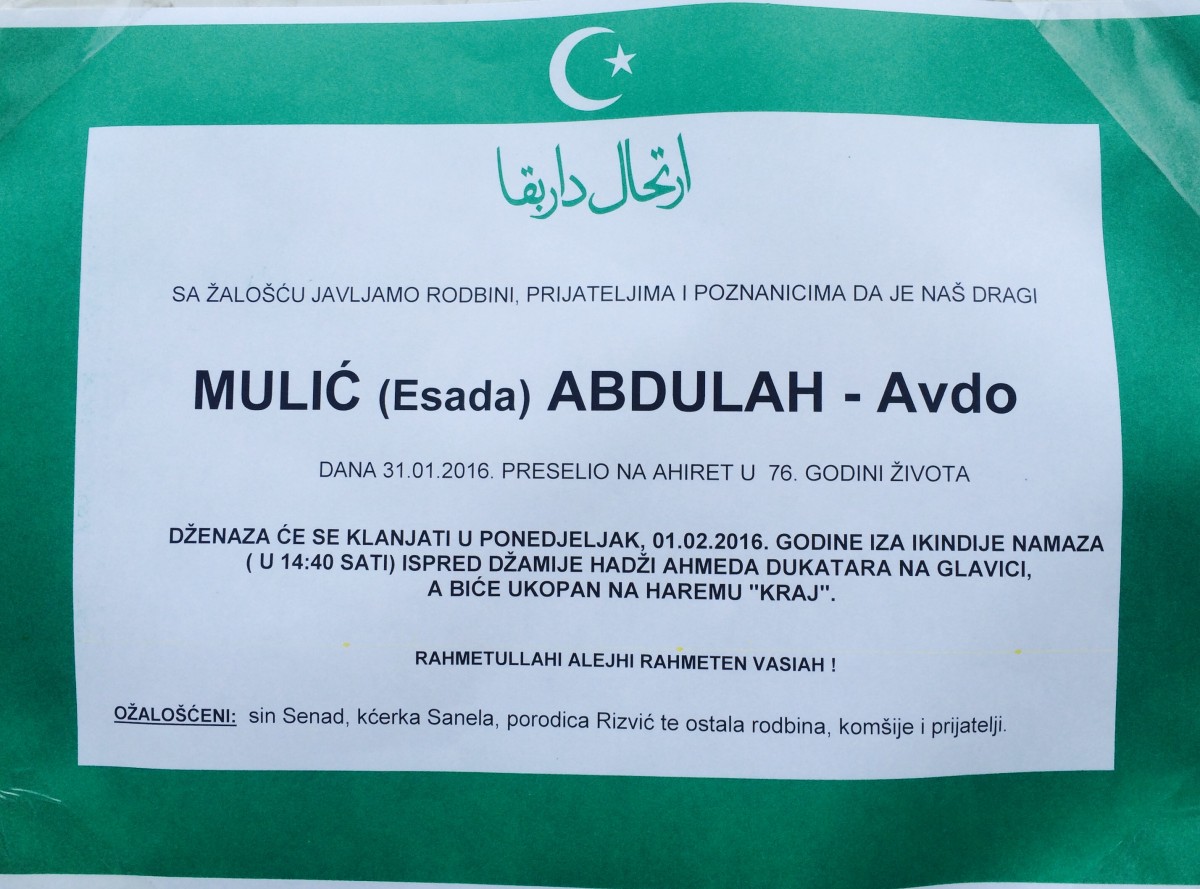 ارتحال دار بقا
SA ŽALOŠĆU JAVLJAMO RODBINI, PRIJATELJIMA I POZNANICIMA DA JE NAŠ DRAGI
MULIĆ (Esada) ABDULAH - Avdo
DANA 31.01.2016. PRESELIO NA AHIRET U 76. GODINI ŽIVOTA
DŽENAZA ĆE SE KLANJATI U PONEDJELJAK, 01.02.2016. GODINE IZA IKINDIJE NAMAZA
( U 14:40 SATI) ISPRED DŽAMIJE HADŽI AHMEDA DUKATARA NA GLAVICI,
A BIĆE UKOPAN NA HAREMU "KRAJ".
RAHMETULLAHI ALEJHI RAHMETEN VASIAH !
OŽALOŠĆENI: sin Senad, kćerka Sanela, porodica Rizvić te ostala rodbina, komšije i prijatelji.